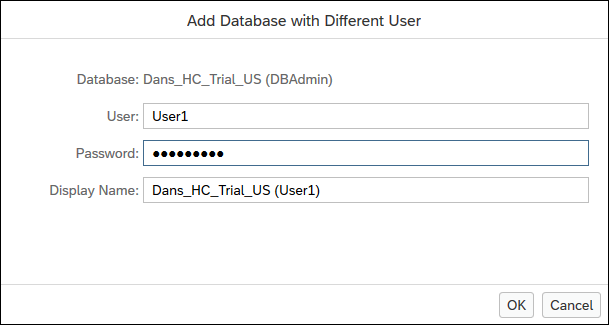 Add Database with Different User
Database: Dans_HC_Trial_US (DBAdmin)
User: User1
Password: ●●●●●●●●●
Display Name: Dans_HC_Trial_US (User1)
OK Cancel